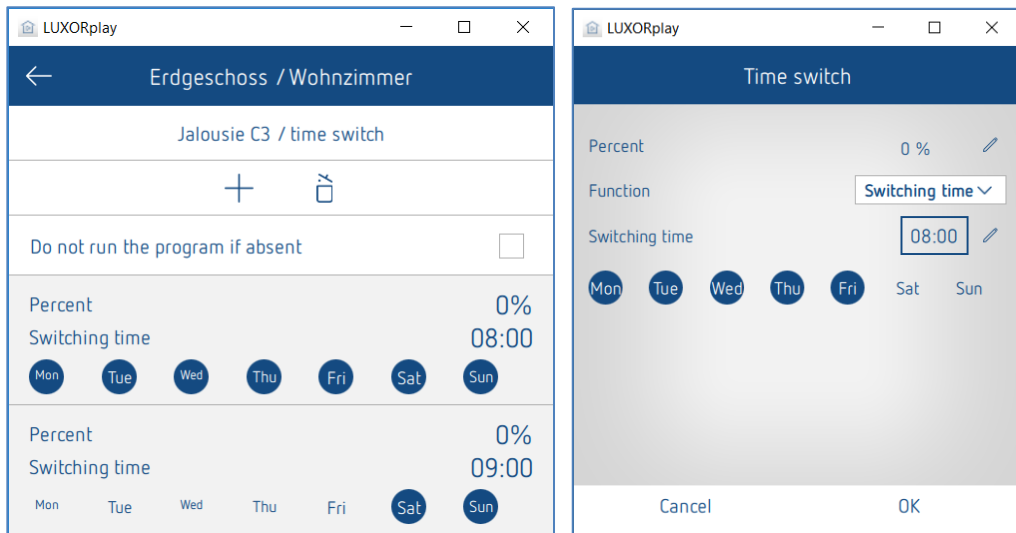 LUXORplay
Erdgeschoss / Wohnzimmer
Jalousie C3 / time switch
Do not run the program if absent
Percent 0%
Switching time 08:00
Mon Tue Wed Thu Fri Sat Sun
Percent 0%
Switching time 09:00
Mon Tue Wed Thu Fri Sat Sun
LUXORplay
Time switch
Percent 0 %
Function Switching time
Switching time 08:00
Mon Tue Wed Thu Fri Sat Sun
Cancel OK